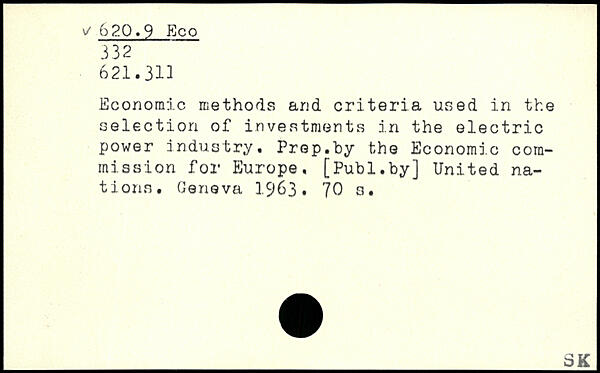 √ 620.9 Eco
332
621.311
Economic methods and criteria used in the
selection of investments in the electric
power industry. Prep.by the Economic com-
mission for Europe. [Publ.by] United na-
tions. Geneva 1963. 70 s.
SK